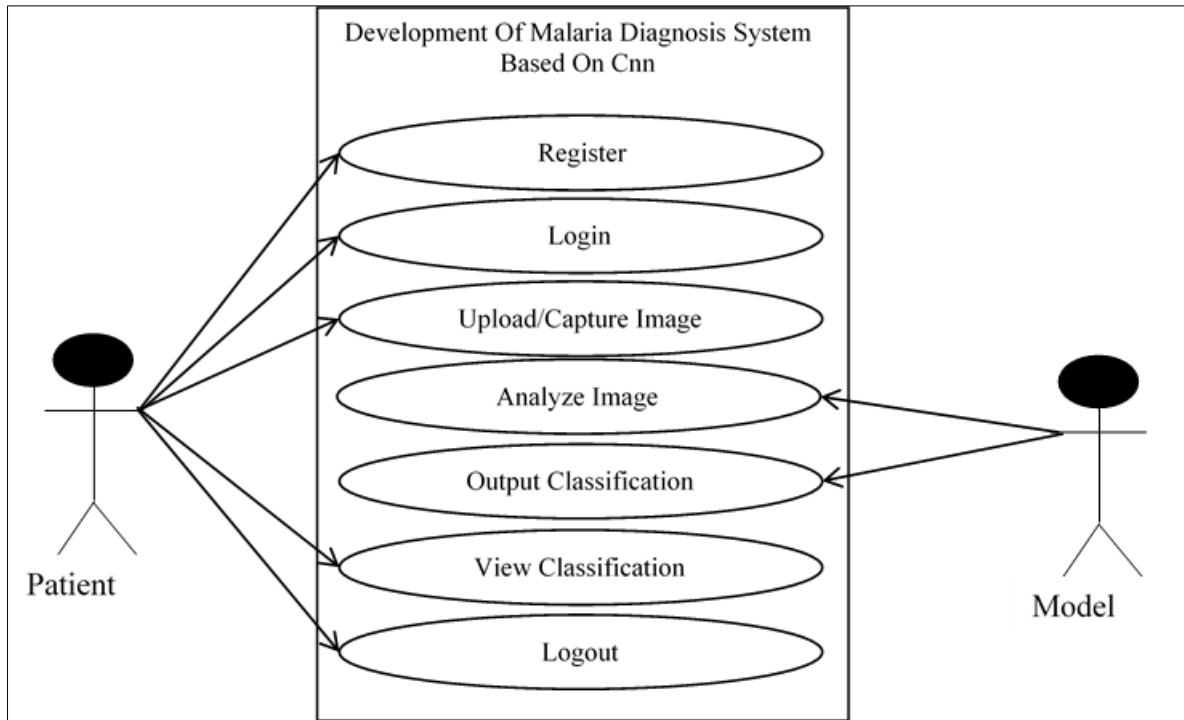 Development Of Malaria Diagnosis System
Based On Cnn
Register
Login
Upload/Capture Image
Analyze Image
Output Classification
View Classification
Logout
Patient
Model